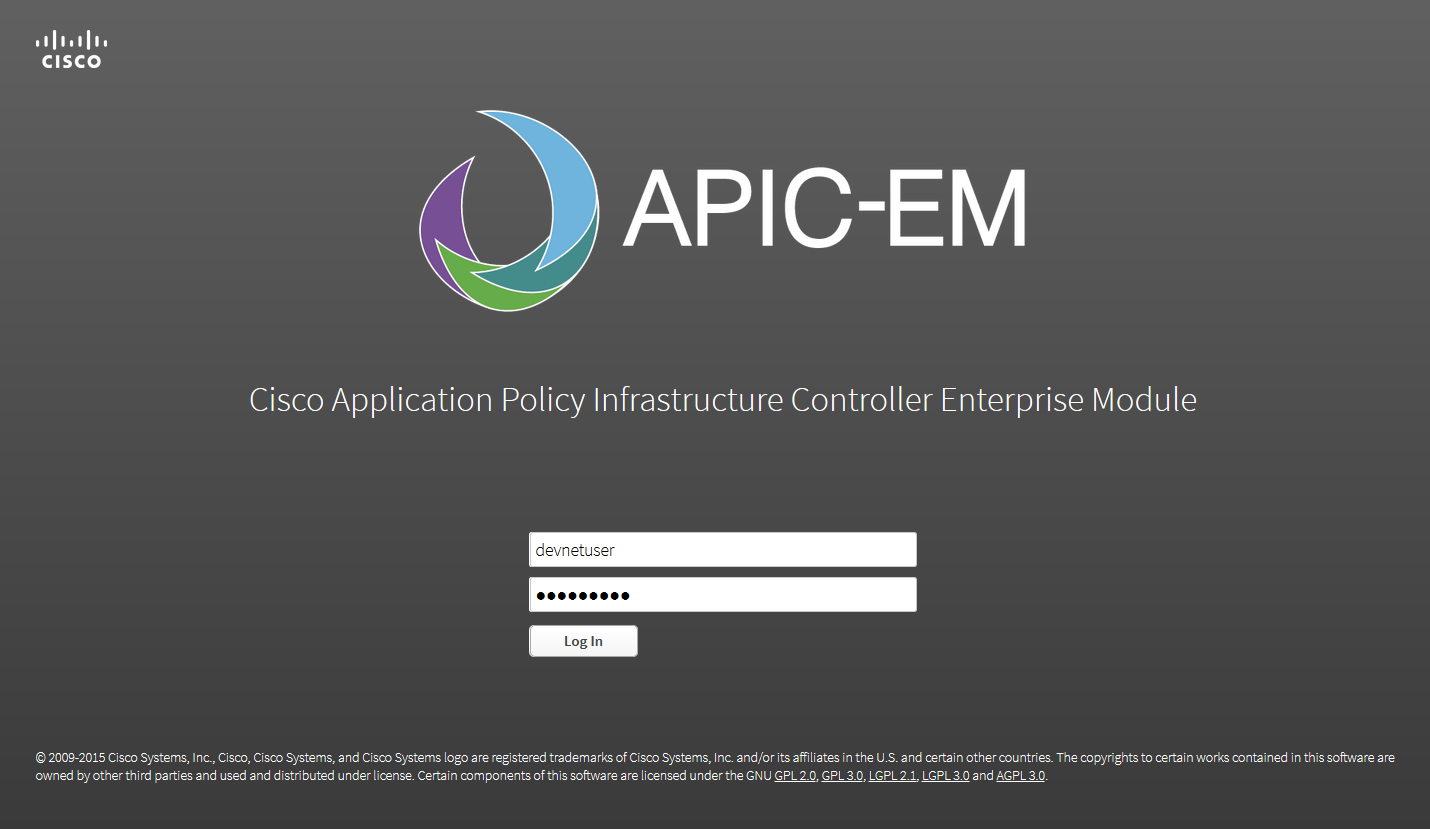 CISCO
APIC-EM
Cisco Application Policy Infrastructure Controller Enterprise Module
devnetuser
●●●●●●●●●
Log In
© 2009-2015 Cisco Systems, Inc., Cisco, Cisco Systems, and Cisco Systems logo are registered trademarks of Cisco Systems, Inc. and/or its affiliates in the U.S. and certain other countries. The copyrights to certain works contained in this software are
owned by other third parties and used and distributed under license. Certain components of this software are licensed under the GNU GPL 2.0, GPL 3.0, LGPL 2.1, LGPL 3.0 and AGPL 3.0.